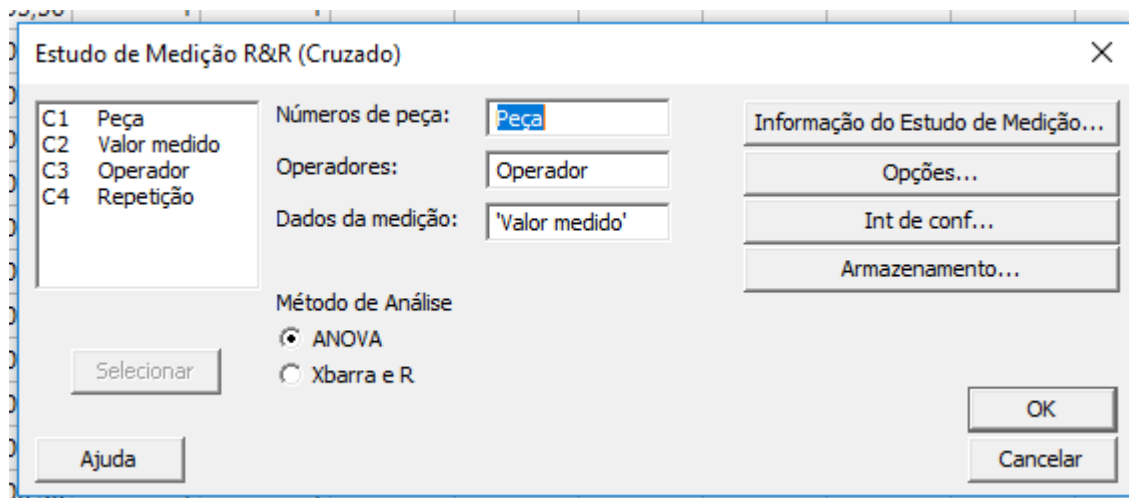 Estudo de Medição R&R (Cruzado)
C1 Peça
C2 Valor medido
C3 Operador
C4 Repetição
Números de peça: Peça
Operadores: Operador
Dados da medição: 'Valor medido'
Método de Análise
ANOVA
Xbarra e R
Informação do Estudo de Medição...
Opções...
Int de conf...
Armazenamento...
Selecionar
OK
Ajuda
Cancelar